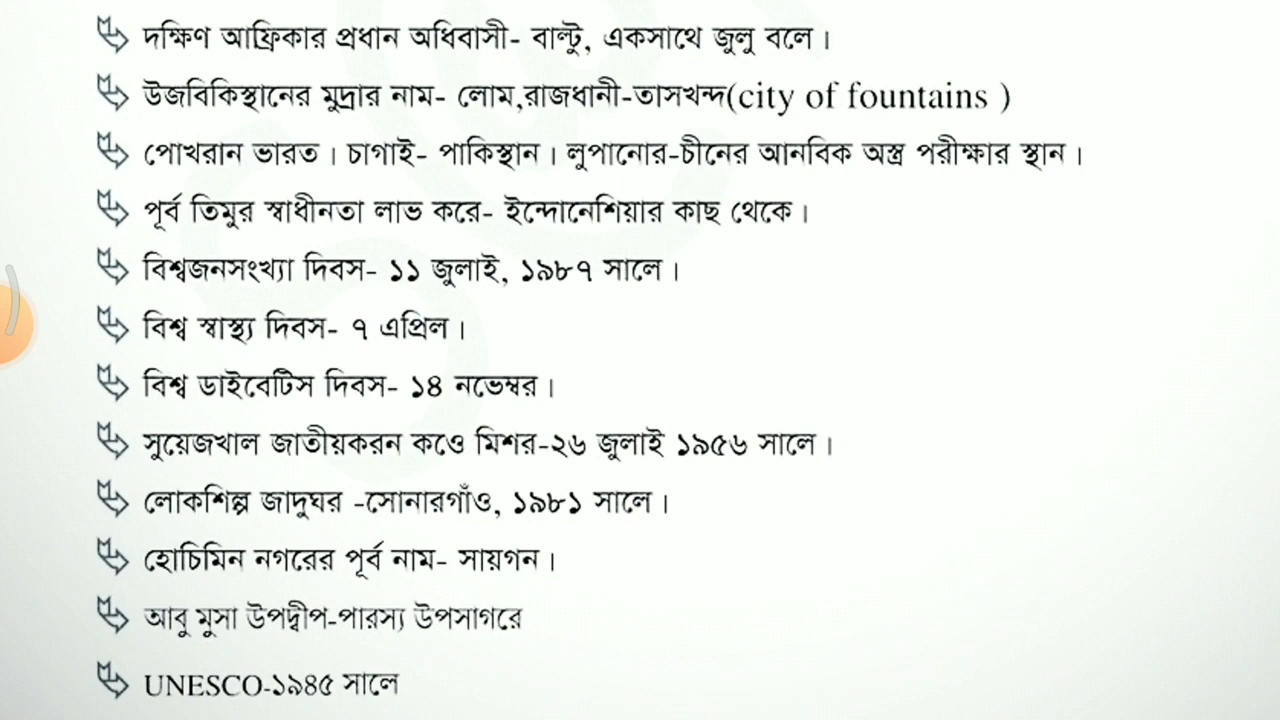 দক্ষিণ আফ্রিকার প্রধান অধিবাসী- বাল্টু, একসাথে জুলু বলে।
উজবিকিস্থানের মুদ্রার নাম- লোম,রাজধানী-তাসখন্দ(city of fountains )
পোখরান ভারত। চাগাই- পাকিস্থান। লুপানোর-চীনের আনবিক অস্ত্র পরীক্ষার স্থান।
পূর্ব তিমুর স্বাধীনতা লাভ করে- ইন্দোনেশিয়ার কাছ থেকে।
বিশ্বজনসংখ্যা দিবস- ১১ জুলাই, ১৯৮৭ সালে।
বিশ্ব স্বাস্থ্য দিবস- ৭ এপ্রিল।
বিশ্ব ডাইবেটিস দিবস- ১৪ নভেম্বর।
সুয়েজখাল জাতীয়করন কওে মিশর-২৬ জুলাই ১৯৫৬ সালে।
লোকশিল্প জাদুঘর -সোনারগাঁও, ১৯৮১ সালে।
হোচিমিন নগরের পূর্ব নাম- সায়গন।
আবু মুসা উপদ্বীপ-পারস্য উপসাগরে
UNESCO-১৯৪৫ সালে